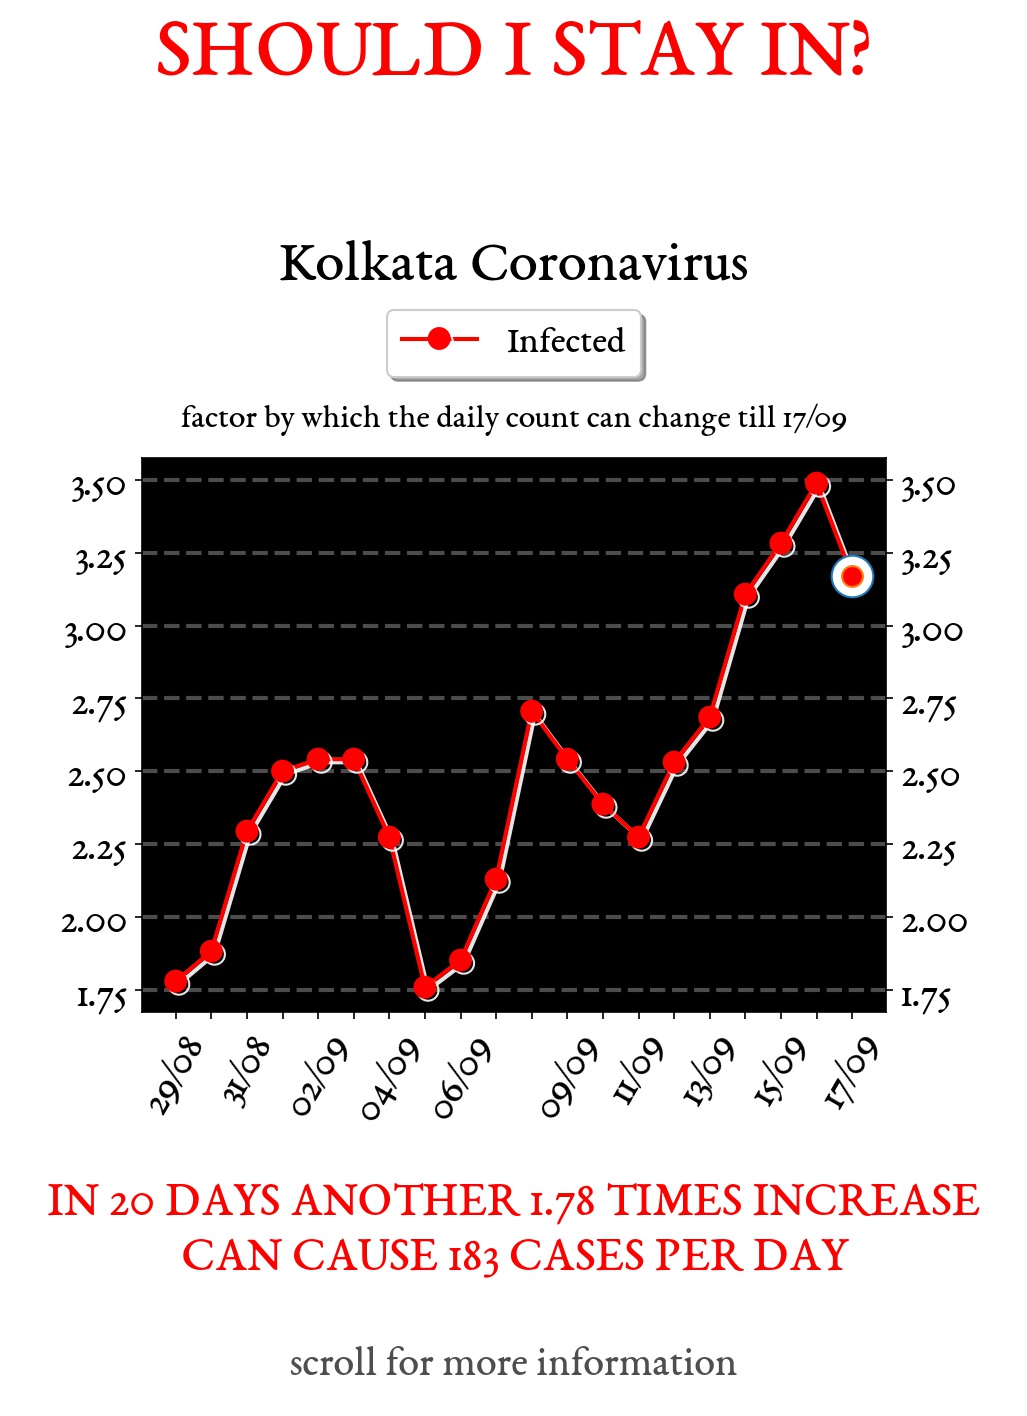 SHOULD I STAY IN?
Kolkata Coronavirus
Infected
factor by which the daily count can change till 17/09
3.50 3.50
3.25 3.25
3.00 3.00
2.75 2.75
2.50 2.50
2.25 2.25
2.00 2.00
1.75 1.75
29/08 31/08 02/09 04/09 06/09 09/09 11/09 13/09 15/09 17/09
IN 20 DAYS ANOTHER 1.78 TIMES INCREASE
CAN CAUSE 183 CASES PER DAY
scroll for more information